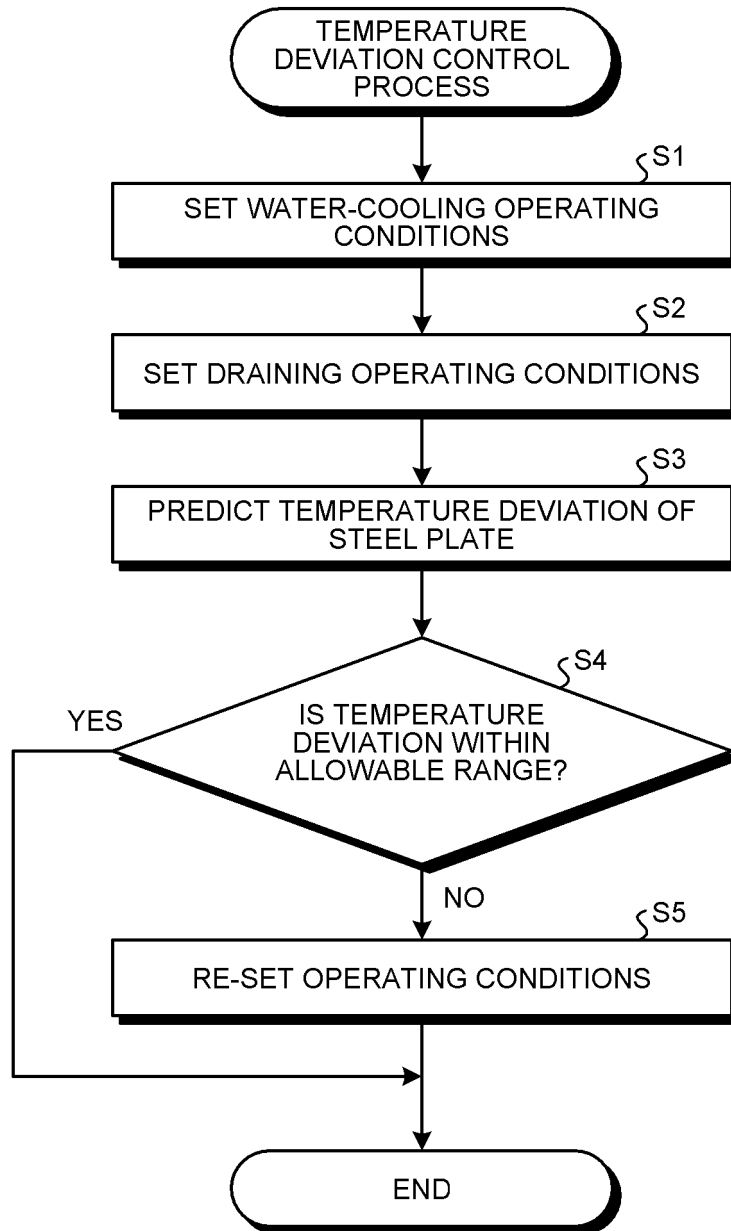 TEMPERATURE
DEVIATION CONTROL
PROCESS
S1
SET WATER-COOLING OPERATING
CONDITIONS
S2
SET DRAINING OPERATING CONDITIONS
S3
PREDICT TEMPERATURE DEVIATION OF
STEEL PLATE
S4
YES
IS TEMPERATURE
DEVIATION WITHIN
ALLOWABLE RANGE?
NO
S5
RE-SET OPERATING CONDITIONS
END